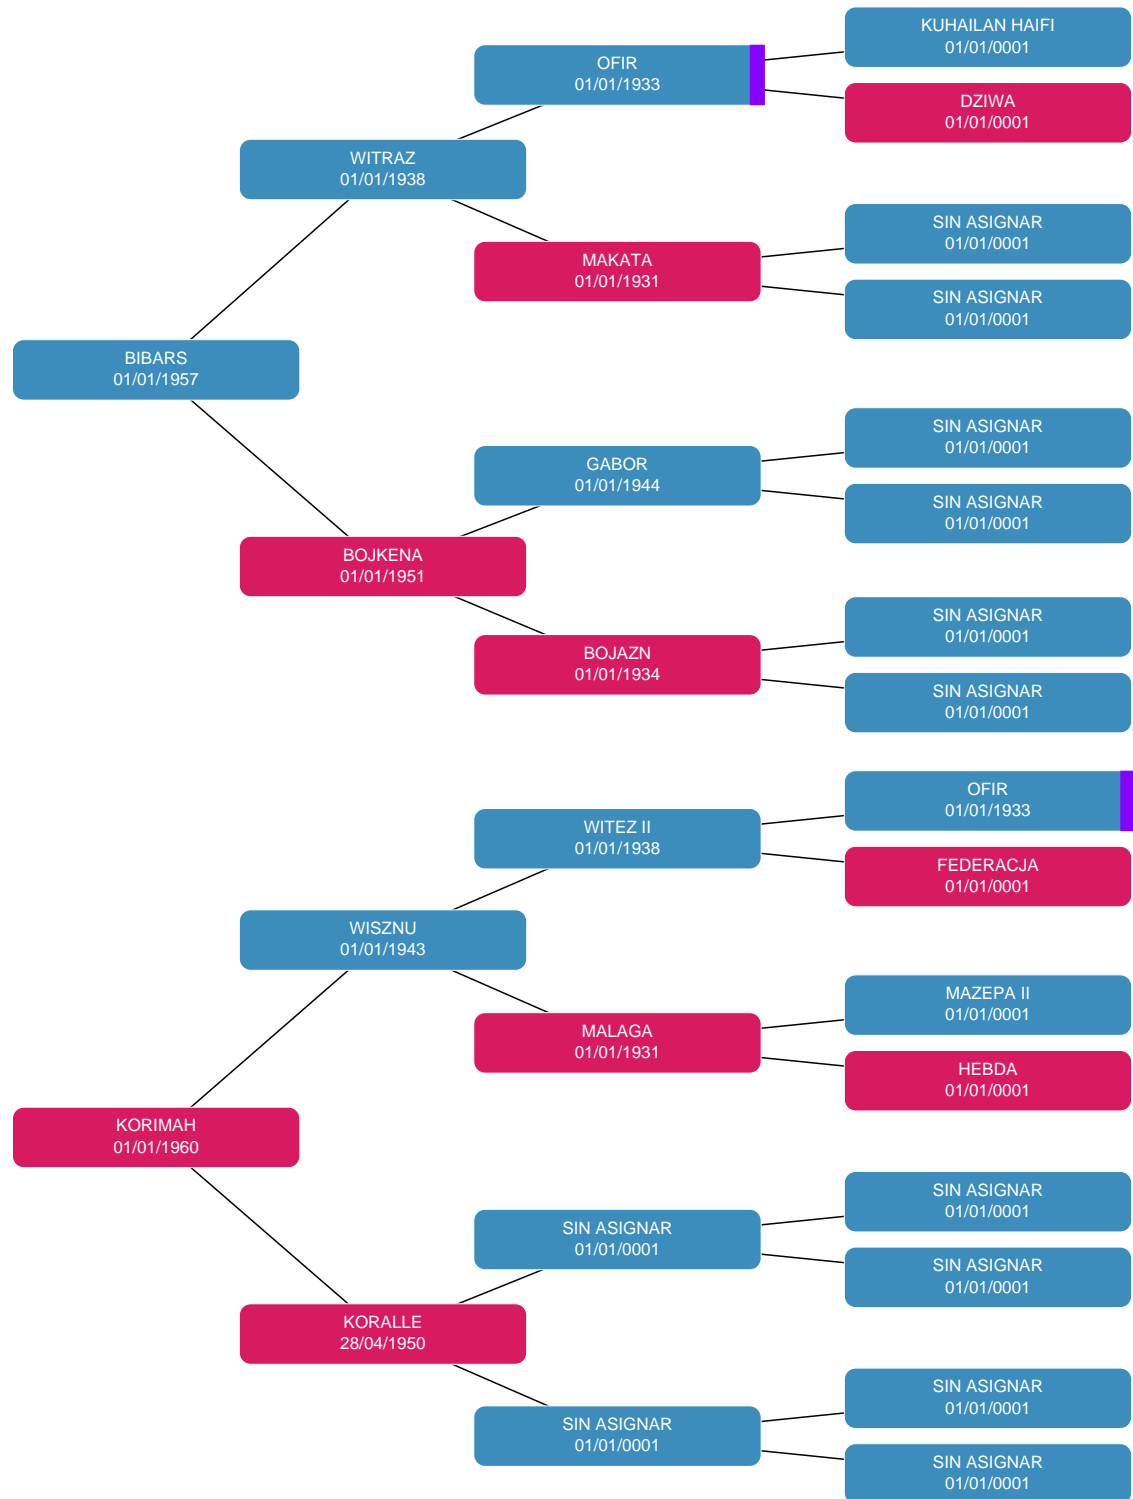 KUHAILAN HAIFI
01/01/0001
OFIR
01/01/1933
DZIWA
01/01/0001
WITRAZ
01/01/1938
SIN ASIGNAR
01/01/0001
MAKATA
01/01/1931
SIN ASIGNAR
01/01/0001
BIBARS
01/01/1957
SIN ASIGNAR
01/01/0001
GABOR
01/01/1944
SIN ASIGNAR
01/01/0001
BOJKENA
01/01/1951
SIN ASIGNAR
01/01/0001
BOJAZN
01/01/1934
SIN ASIGNAR
01/01/0001
OFIR
01/01/1933
WITEZ II
01/01/1938
FEDERACJA
01/01/0001
WISZNU
01/01/1943
MAZEPA II
01/01/0001
MALAGA
01/01/1931
HEBDA
01/01/0001
KORIMAH
01/01/1960
SIN ASIGNAR
01/01/0001
SIN ASIGNAR
01/01/0001
SIN ASIGNAR
01/01/0001
KORALLE
28/04/1950
SIN ASIGNAR
01/01/0001
SIN ASIGNAR
01/01/0001
SIN ASIGNAR
01/01/0001